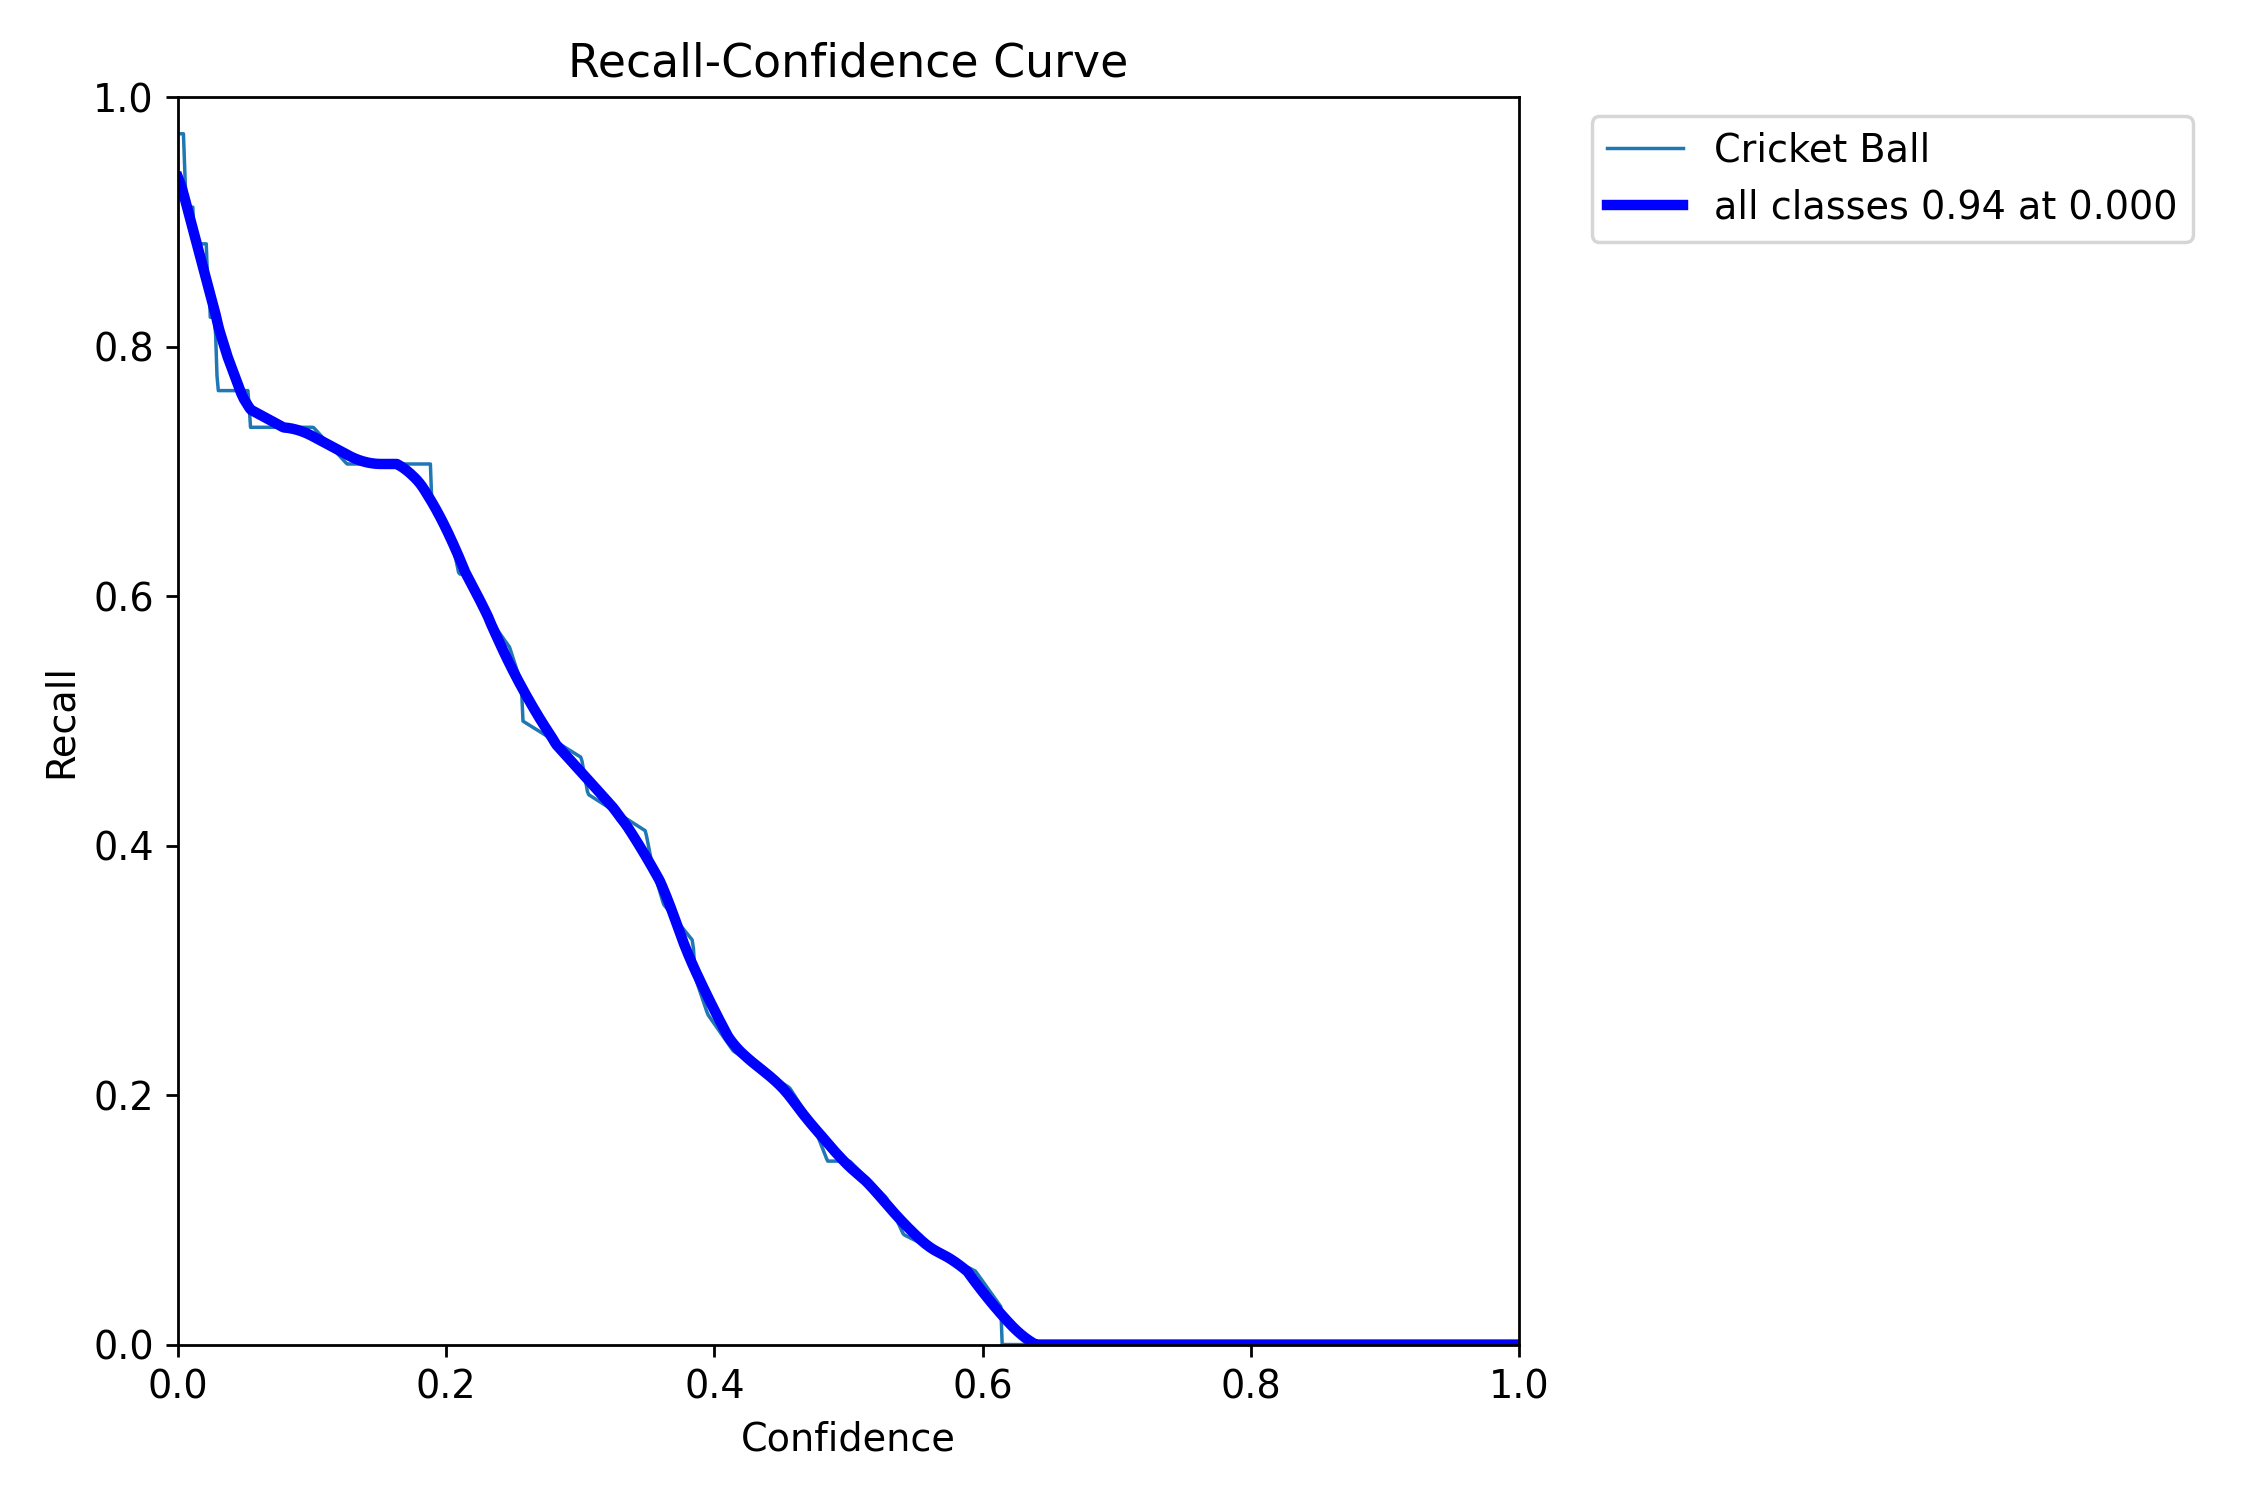 Recall-Confidence Curve
1.0
0.8
0.6
0.4
0.2
0.0
Recall
0.0 0.2 0.4 0.6 0.8 1.0
Confidence
Cricket Ball
all classes 0.94 at 0.000